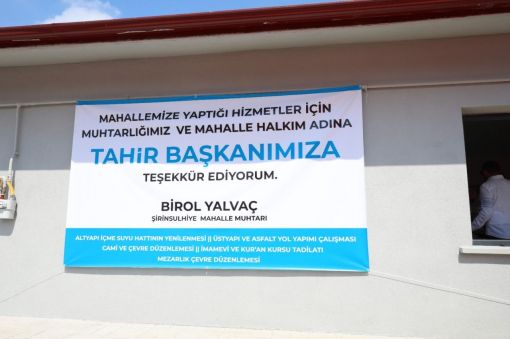 MAHALLEMİZE YAPTIĞI HİZMETLER İÇİN
MUHTARLIĞIMIZ VE MAHALLE HALKIM ADINA
TAHİR BAŞKANIMIZA
TEŞEKKÜR EDİYORUM.
BİROL YALVAÇ
ŞİRİNSULHİYE MAHALLE MUHTARI
ALTYAPI İÇME SUYU HATTININ YENİLENMESİ || ÜSTYAPI VE ASFALT YOL YAPIMI ÇALIŞMASI
CAMİ VE ÇEVRE DÜZENLEMESİ || İMAMEVİ VE KUR'AN KURSU TADİLATI
MEZARLIK ÇEVRE DÜZENLEMESİ